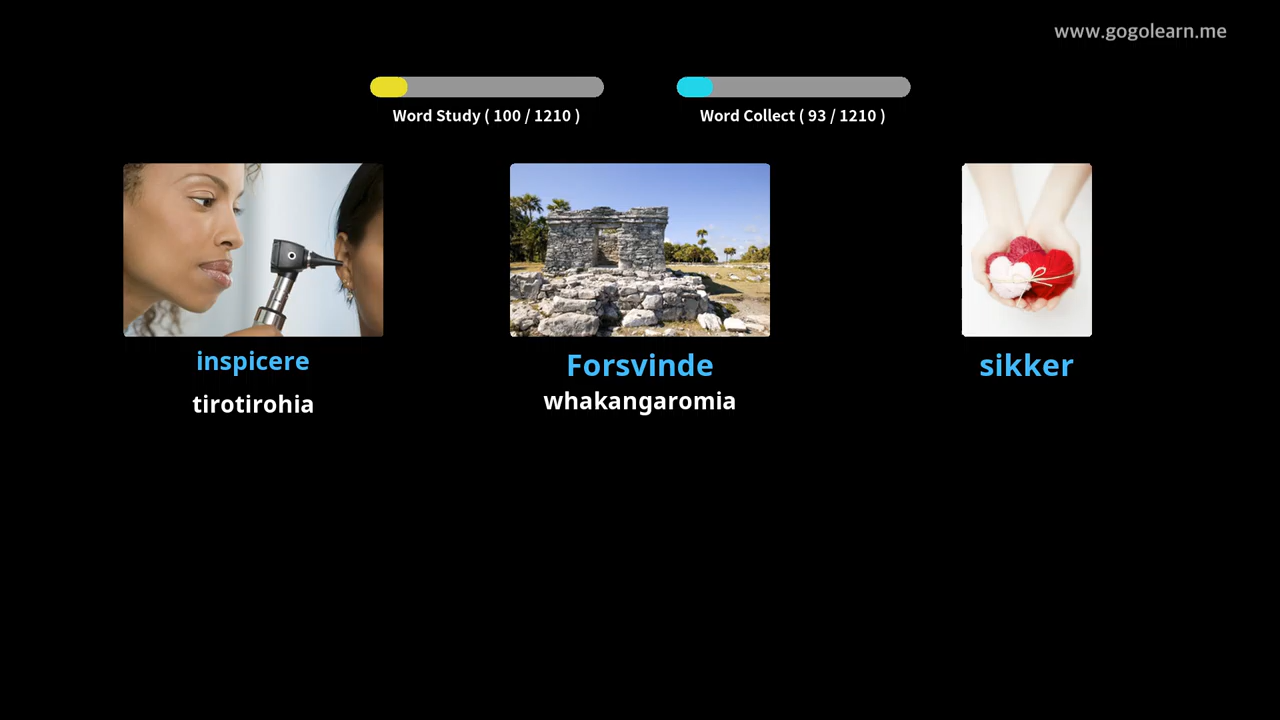 www.gogolearn.me
Word Study ( 100 / 1210 )
Word Collect ( 93 / 1210 )
inspicere
tirotirohia
Forsvinde
whakangaromia
sikker